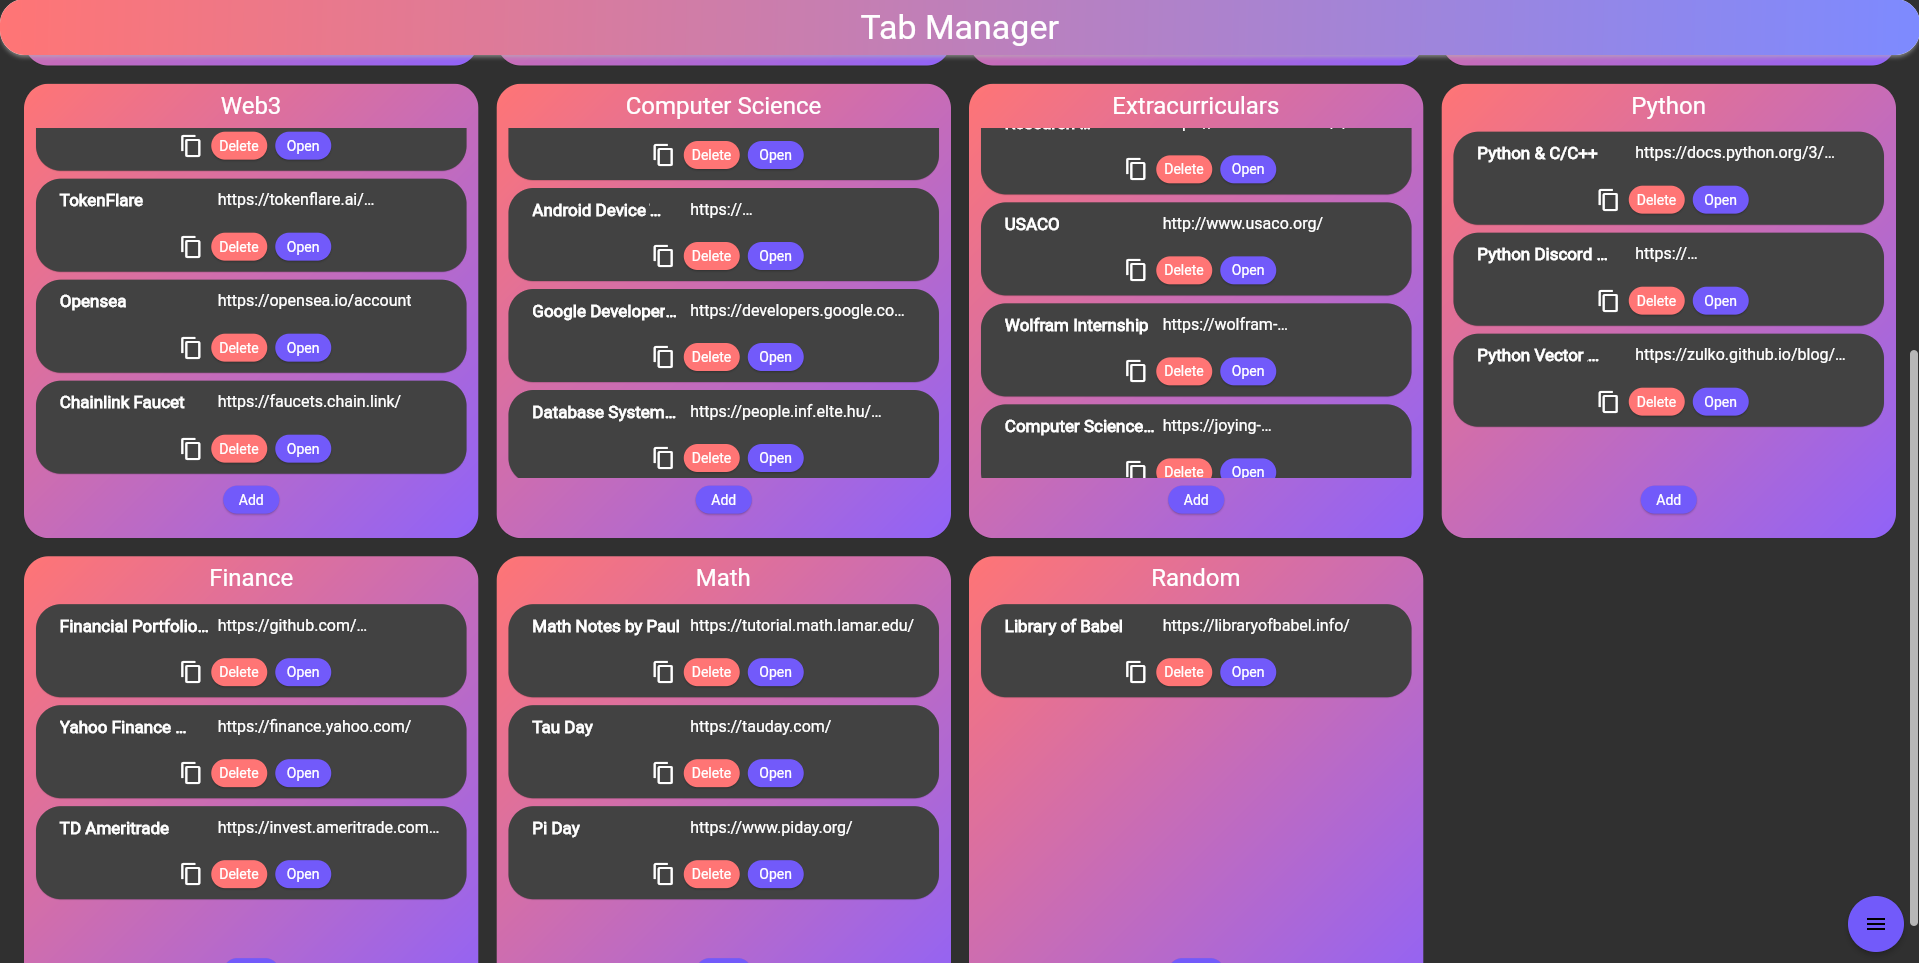 Tab Manager
Web3
Delete Open
TokenFlare https://tokenflare.ai/...
Delete Open
Opensea https://opensea.io/account
Delete Open
Chainlink Faucet https://faucets.chain.link/
Delete Open
Add
Computer Science
Delete Open
Android Device ... https://...
Delete Open
Google Developer... https://developers.google.co...
Delete Open
Database System... https://people.inf.elte.hu/...
Delete Open
Add
Extracurriculars
Delete Open
USACO http://www.usaco.org/
Delete Open
Wolfram Internship https://wolfram-...
Delete Open
Computer Science... https://joying-...
Delete Open
Add
Python
Python & C/C++ https://docs.python.org/3/...
Delete Open
Python Discord ... https://...
Delete Open
Python Vector ... https://zulko.github.io/blog/...
Delete Open
Add
Finance
Financial Portfolio... https://github.com/...
Delete Open
Yahoo Finance ... https://finance.yahoo.com/
Delete Open
TD Ameritrade https://invest.ameritrade.com...
Delete Open
Math
Math Notes by Paul https://tutorial.math.lamar.edu/
Delete Open
Tau Day https://tauday.com/
Delete Open
Pi Day https://www.piday.org/
Delete Open
Random
Library of Babel https://libraryofbabel.info/
Delete Open